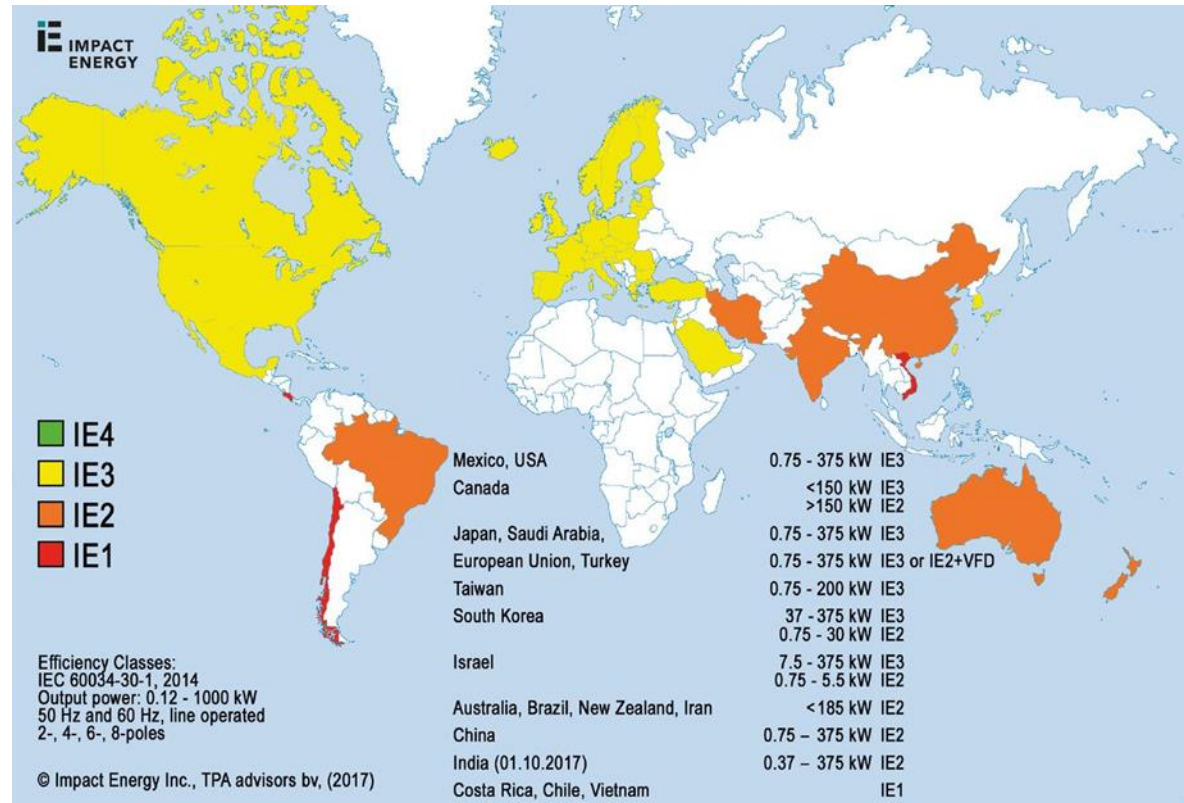 iE IMPACT
ENERGY
IE4
IE3
IE2
IE1
Efficiency Classes:
IEC 60034-30-1, 2014
Output power: 0.12 - 1000 kW
50 Hz and 60 Hz, line operated
2-, 4-, 6-, 8-poles
© Impact Energy Inc., TPA advisors bv, (2017)
Mexico, USA 0.75 - 375 kW IE3
Canada <150 kW IE3
>150 kW IE2
Japan, Saudi Arabia, 0.75 - 375 kW IE3
European Union, Turkey 0.75 - 375 kW IE3 or IE2+VFD
Taiwan 0.75 - 200 kW IE3
South Korea 37 - 375 kW IE3
0.75 - 30 kW IE2
Israel 7.5 - 375 kW IE3
0.75 - 5.5 kW IE2
Australia, Brazil, New Zealand, Iran <185 kW IE2
China 0.75 – 375 kW IE2
India (01.10.2017) 0.37 – 375 kW IE2
Costa Rica, Chile, Vietnam IE1